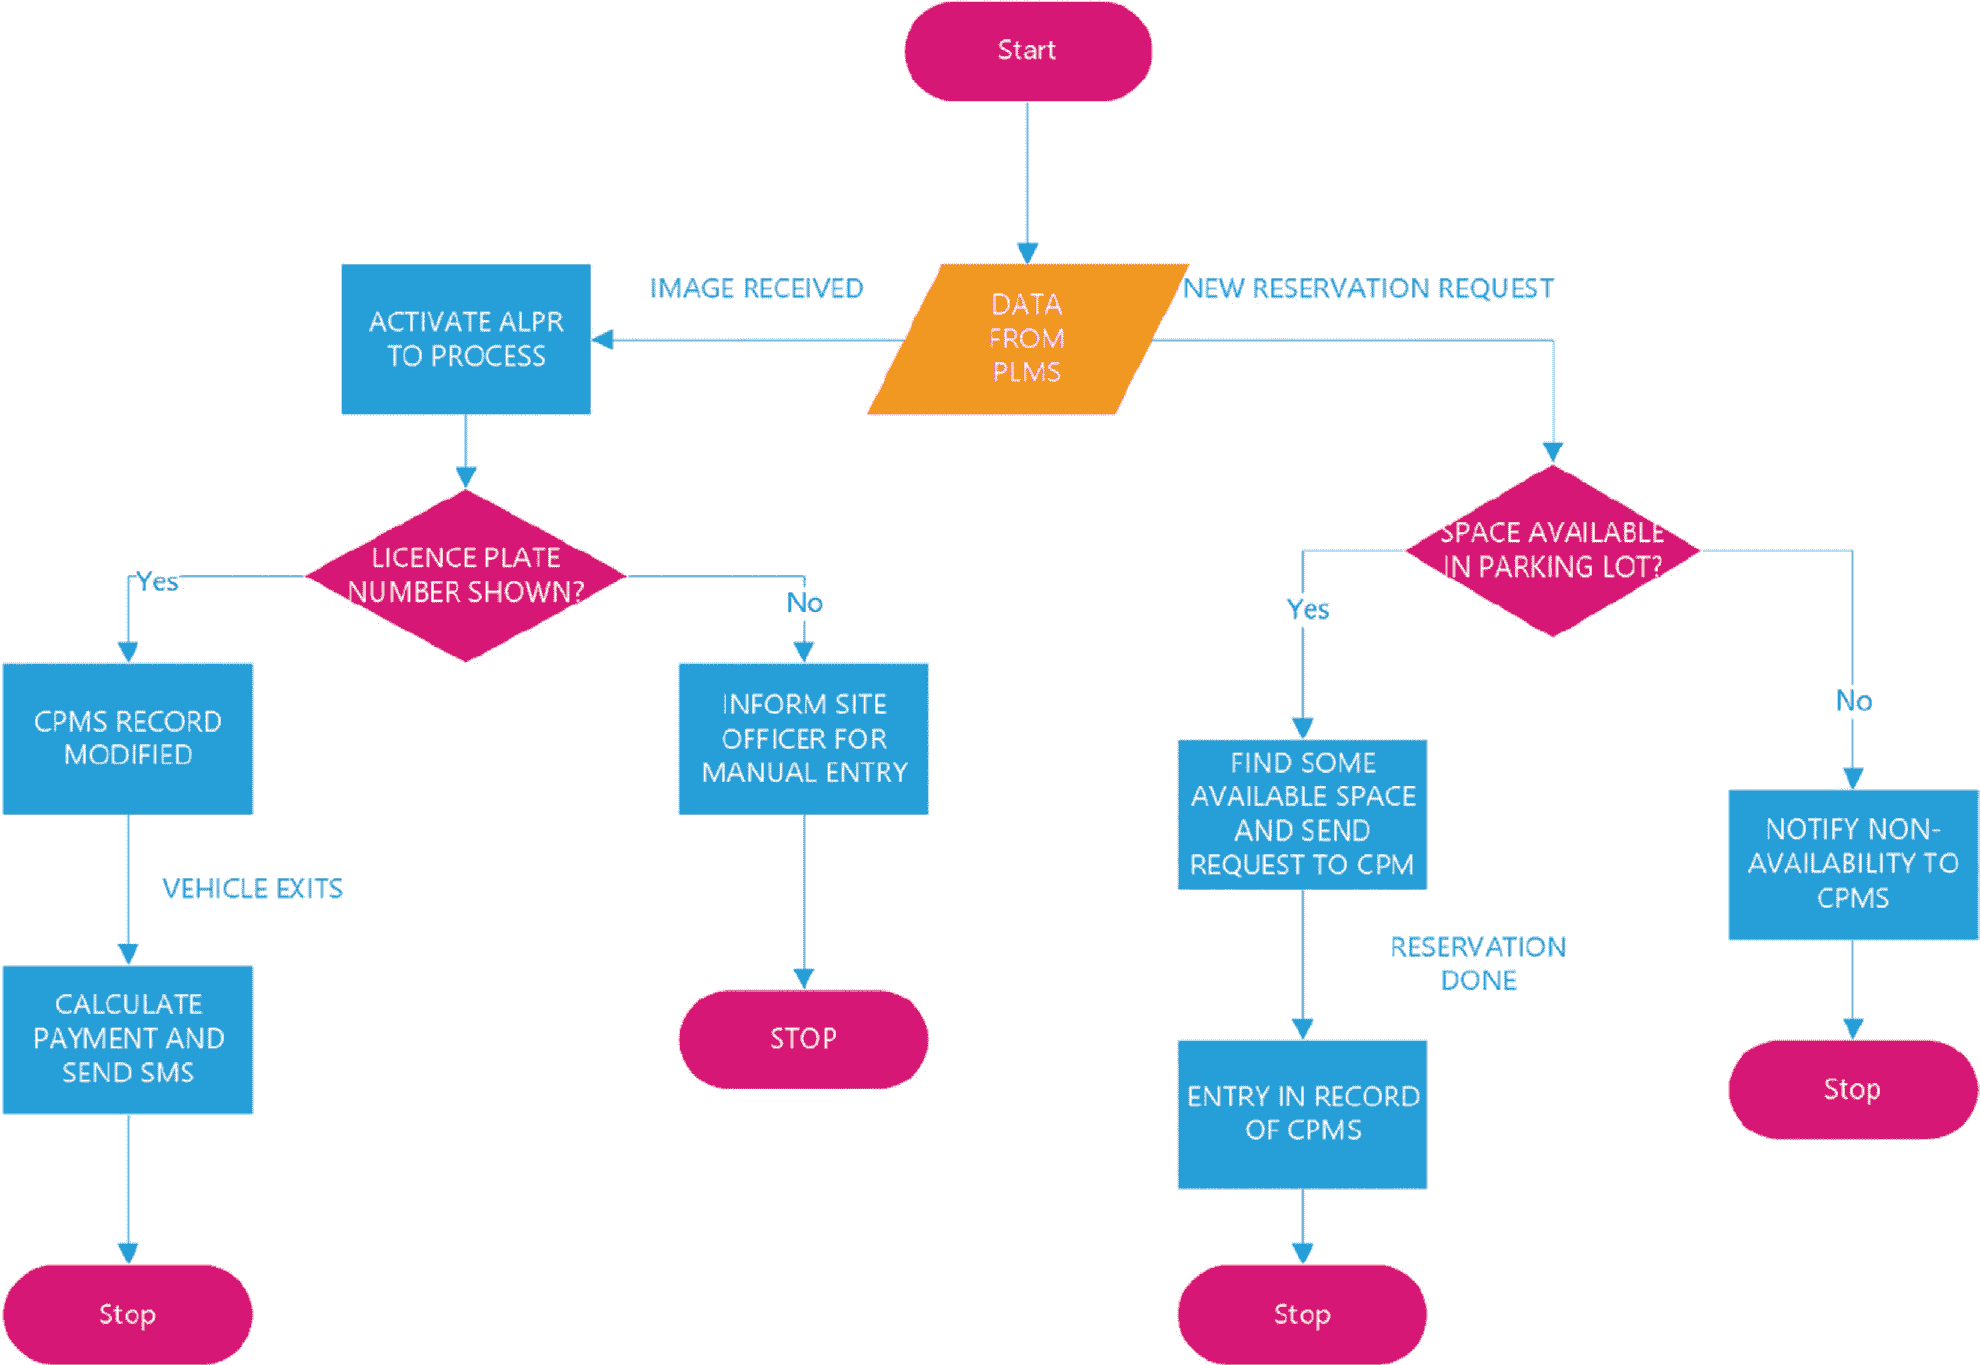 Start
IMAGE RECEIVED
NEW RESERVATION REQUEST
DATA
FROM
PLMS
ACTIVATE ALPR
TO PROCESS
LICENCE PLATE
NUMBER SHOWN?
SPACE AVAILABLE
IN PARKING LOT?
Yes
No
Yes
No
CPMS RECORD
MODIFIED
INFORM SITE
OFFICER FOR
MANUAL ENTRY
FIND SOME
AVAILABLE SPACE
AND SEND
REQUEST TO CPM
NOTIFY NON-
AVAILABILITY TO
CPMS
VEHICLE EXITS
RESERVATION
DONE
CALCULATE
PAYMENT AND
SEND SMS
STOP
ENTRY IN RECORD
OF CPMS
Stop
Stop
Stop